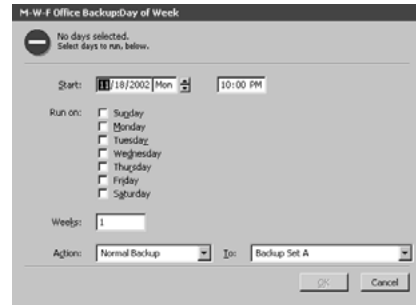 M-W-F Office Backup:Day of Week
No days selected.
Select days to run, below.
Start: 11/18/2002 Mon 10:00 PM
Run on: Sunday
Monday
Tuesday
Wednesday
Thursday
Friday
Saturday
Weeks: 1
Action: Normal Backup To: Backup Set A
OK Cancel